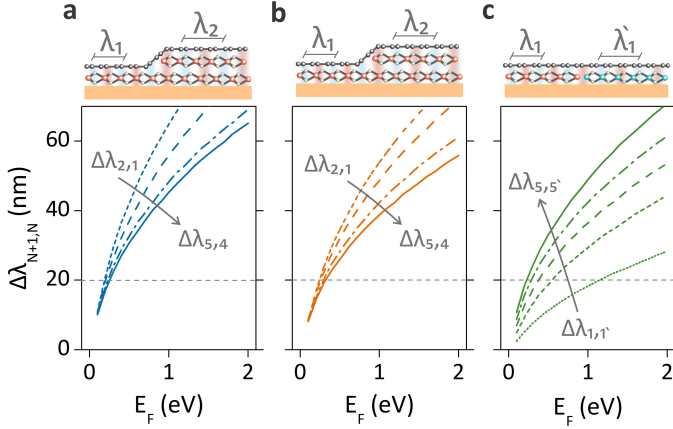 a
b
c
λ1
λ2
λ1
λ2
λ1
λ1`
ΔλN+1,N (nm)
60
40
20
0
Δλ2,1
Δλ5,4
Δλ2,1
Δλ5,4
Δλ5,5`
Δλ1,1`
0 1 2
0 1 2
0 1 2
EF (eV)
EF (eV)
EF (eV)